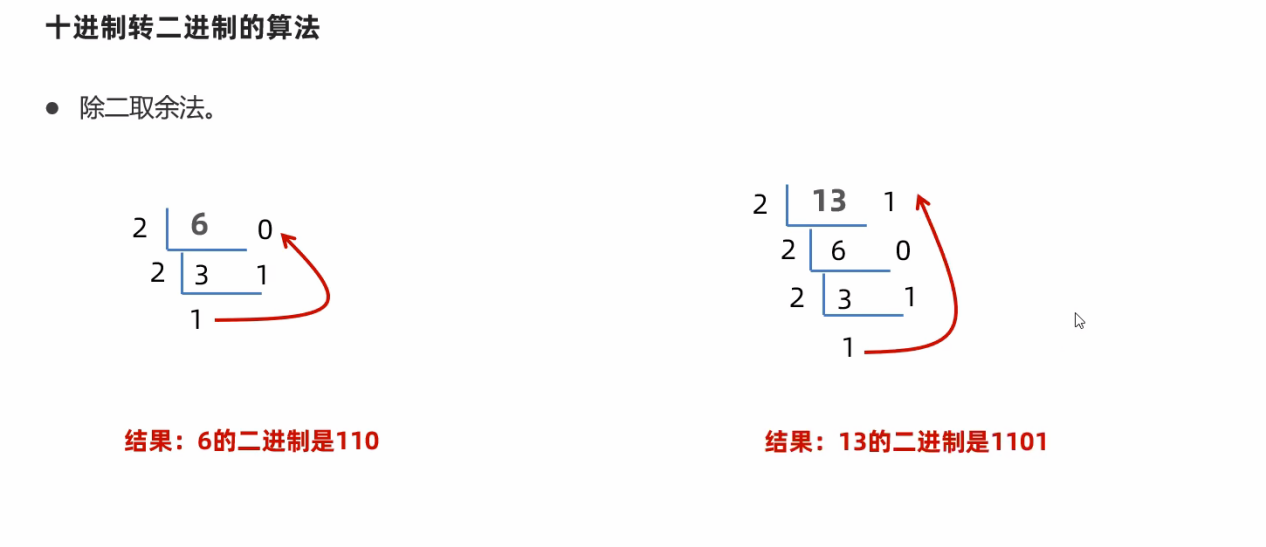 十进制转二进制的算法
● 除二取余法。
2 6 0
2 3 1
1
结果：6的二进制是110
2 13 1
2 6 0
2 3 1
1
结果：13的二进制是1101